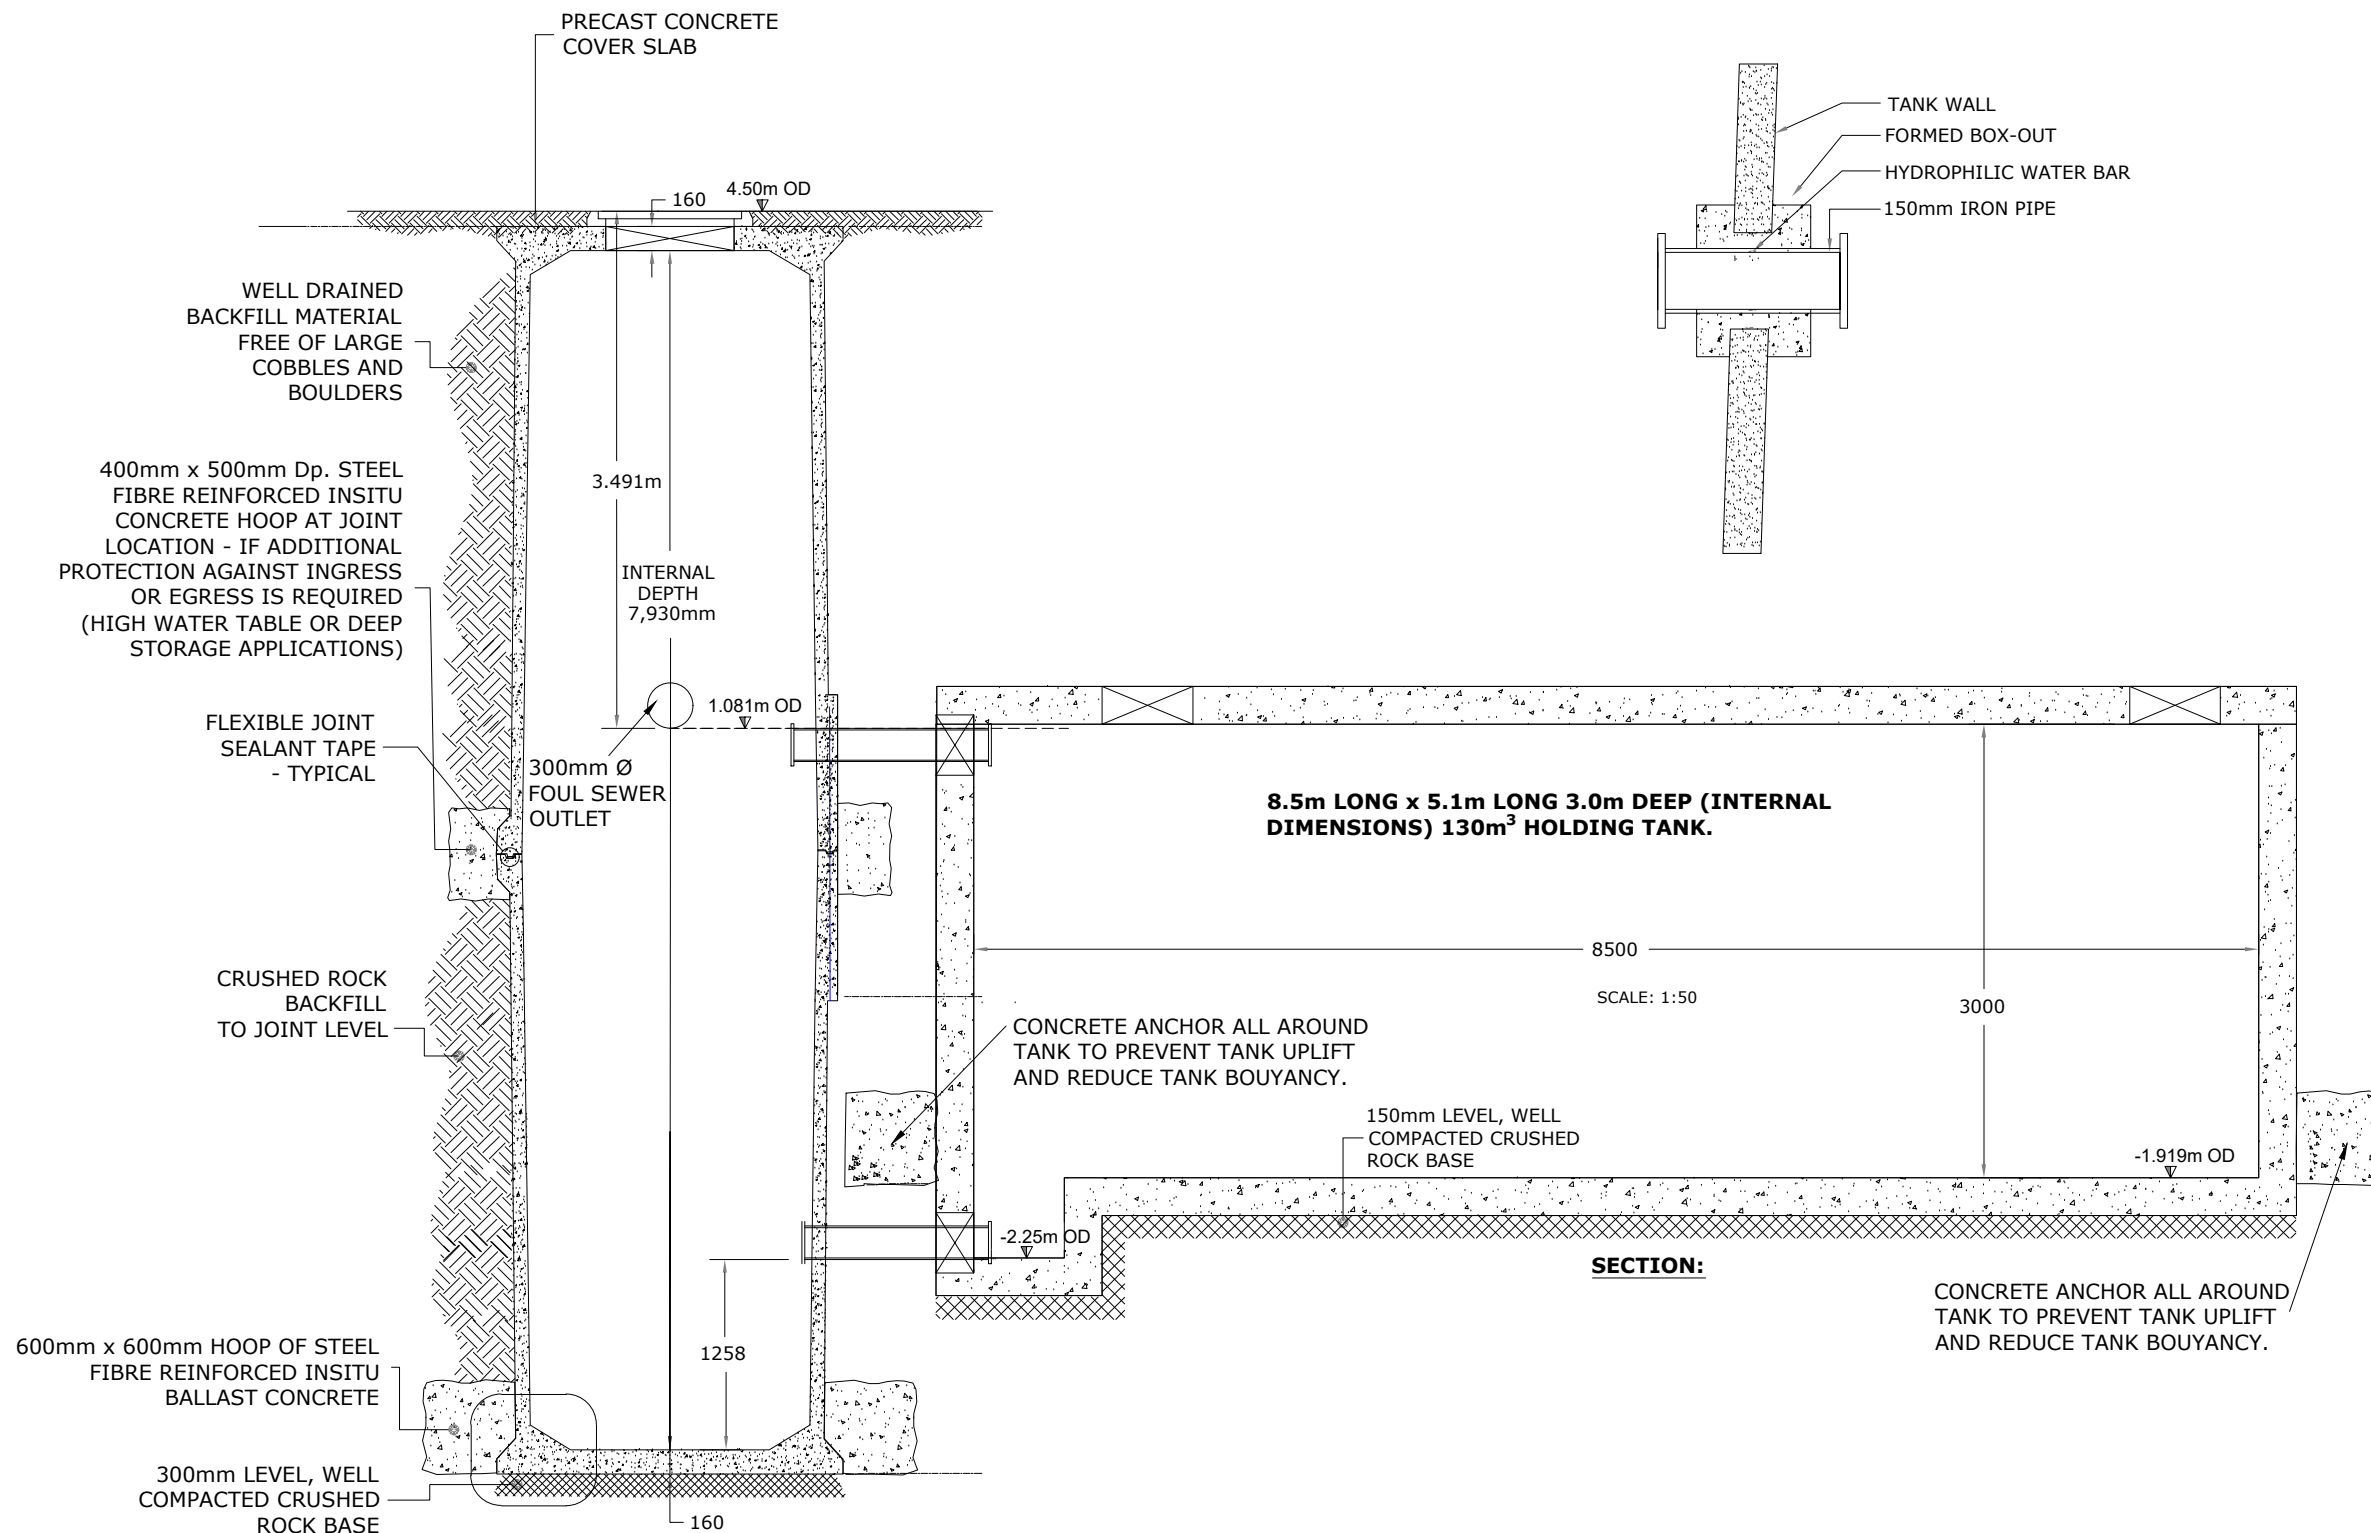 PRECAST CONCRETE
COVER SLAB
160
4.50m OD
WELL DRAINED
BACKFILL MATERIAL
FREE OF LARGE
COBBLES AND
BOULDERS
400mm x 500mm Dp. STEEL
FIBRE REINFORCED INSITU
CONCRETE HOOP AT JOINT
LOCATION - IF ADDITIONAL
PROTECTION AGAINST INGRESS
OR EGRESS IS REQUIRED
(HIGH WATER TABLE OR DEEP
STORAGE APPLICATIONS)
3.491m
INTERNAL
DEPTH
7,930mm
FLEXIBLE JOINT
SEALANT TAPE
- TYPICAL
1.081m OD
300mm Ø
FOUL SEWER
OUTLET
CRUSHED ROCK
BACKFILL
TO JOINT LEVEL
600mm x 600mm HOOP OF STEEL
FIBRE REINFORCED INSITU
BALLAST CONCRETE
300mm LEVEL, WELL
COMPACTED CRUSHED
ROCK BASE
1258
160
TANK WALL
FORMED BOX-OUT
HYDROPHILIC WATER BAR
150mm IRON PIPE
8.5m LONG x 5.1m LONG 3.0m DEEP (INTERNAL
DIMENSIONS) 130m³ HOLDING TANK.
8500
SCALE: 1:50
3000
CONCRETE ANCHOR ALL AROUND
TANK TO PREVENT TANK UPLIFT
AND REDUCE TANK BOUYANCY.
150mm LEVEL, WELL
COMPACTED CRUSHED
ROCK BASE
-1.919m OD
-2.25m OD
SECTION:
CONCRETE ANCHOR ALL AROUND
TANK TO PREVENT TANK UPLIFT
AND REDUCE TANK BOUYANCY.